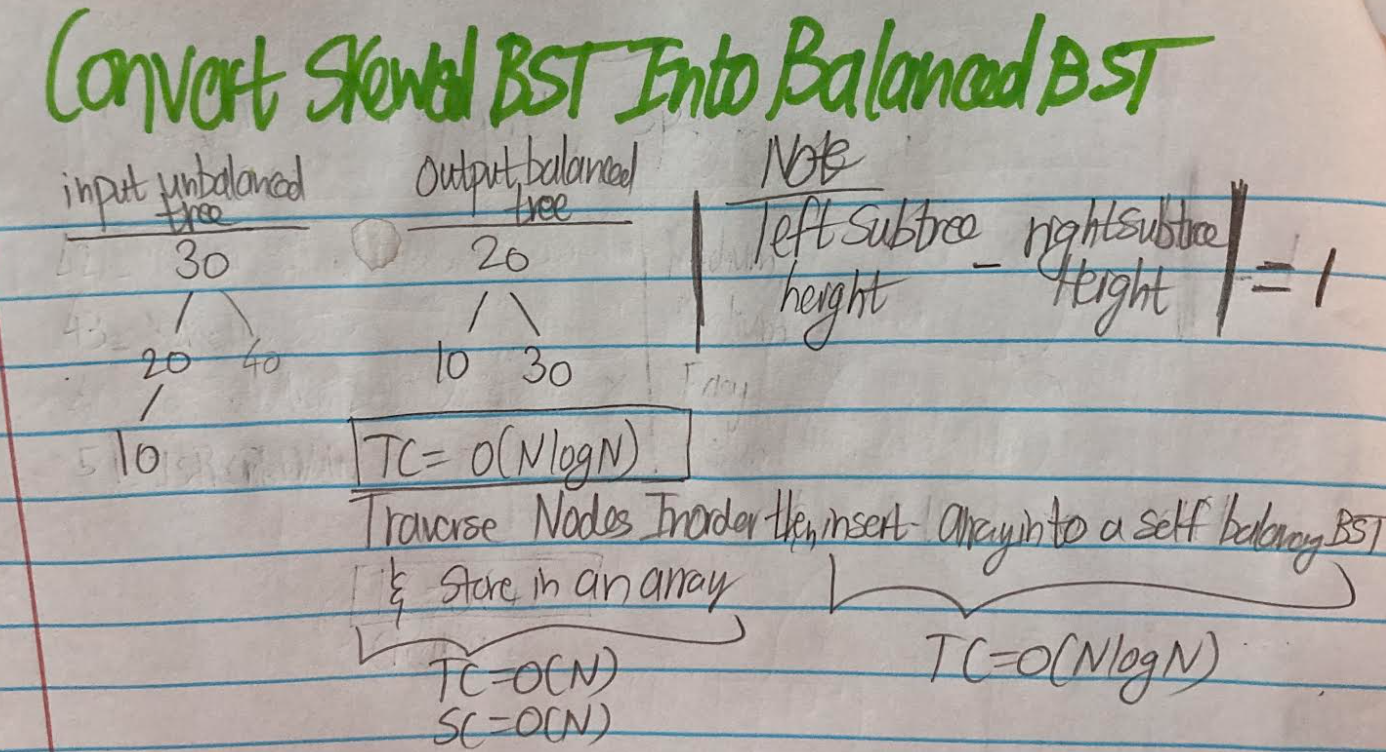 Convert Skewed BST Into Balanced BST
input unbalanced
tree
30
20 40
10
Output balanced
tree
20
10 30
Note
| left subtree height - right subtree Height | = 1
TC = O(N log N)
Traverse Nodes Inorder then, insert array into a self balancing BST
& Store in an array
TC=O(N)
SC=O(N)
TC=O(N log N)